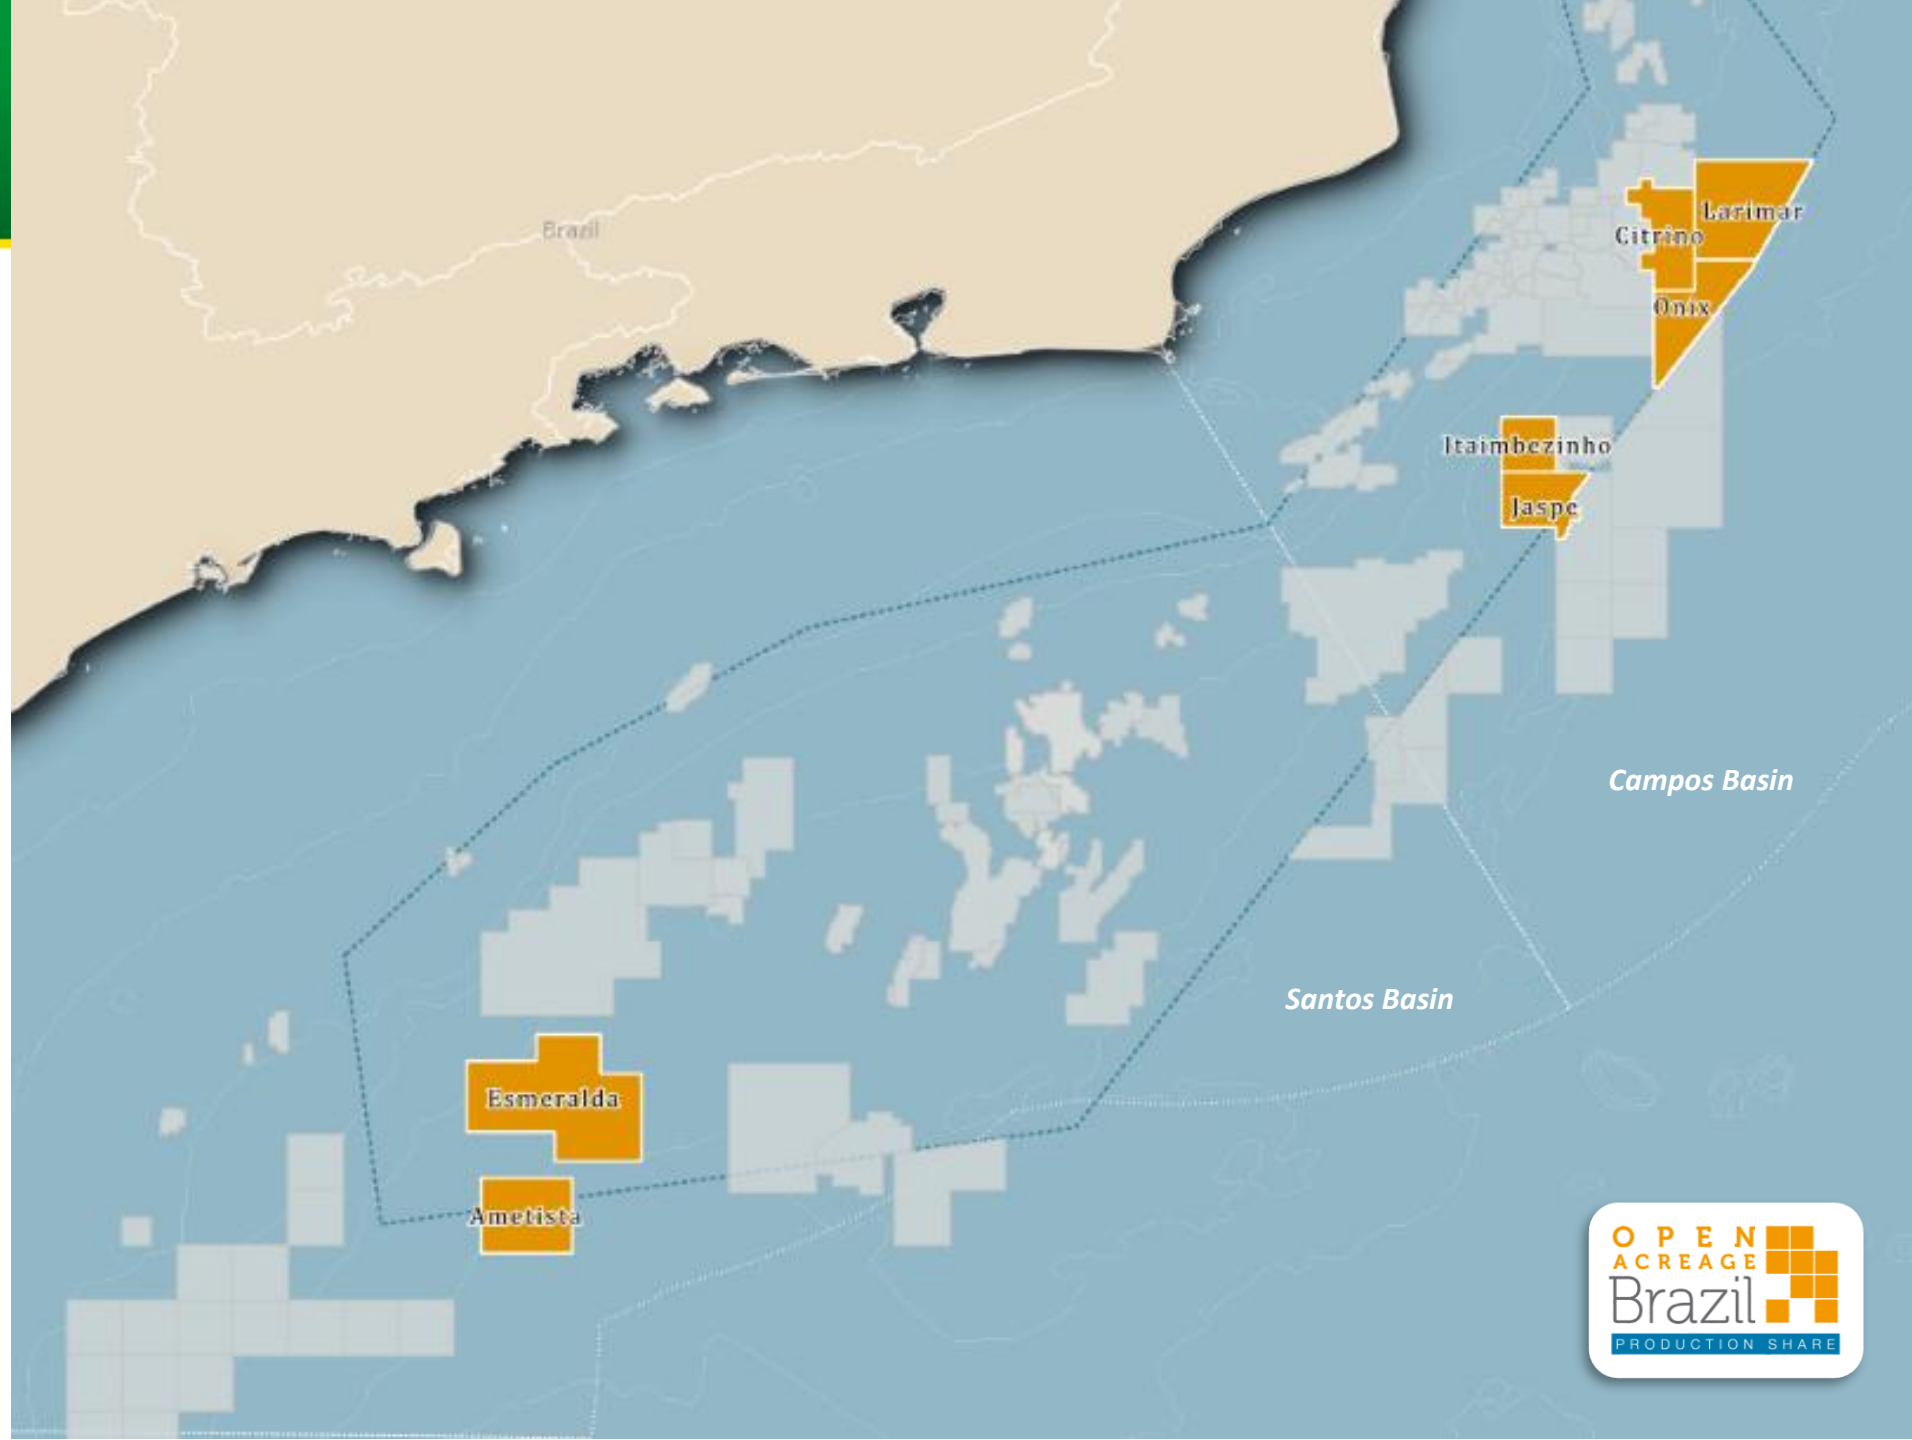 Brazil
Larimar
Citrino
Onix
Itaimbezinho
Jaspe
Campos Basin
Santos Basin
Esmeralda
Ametista
OPEN
ACREAGE
Brazil
PRODUCTION SHARE